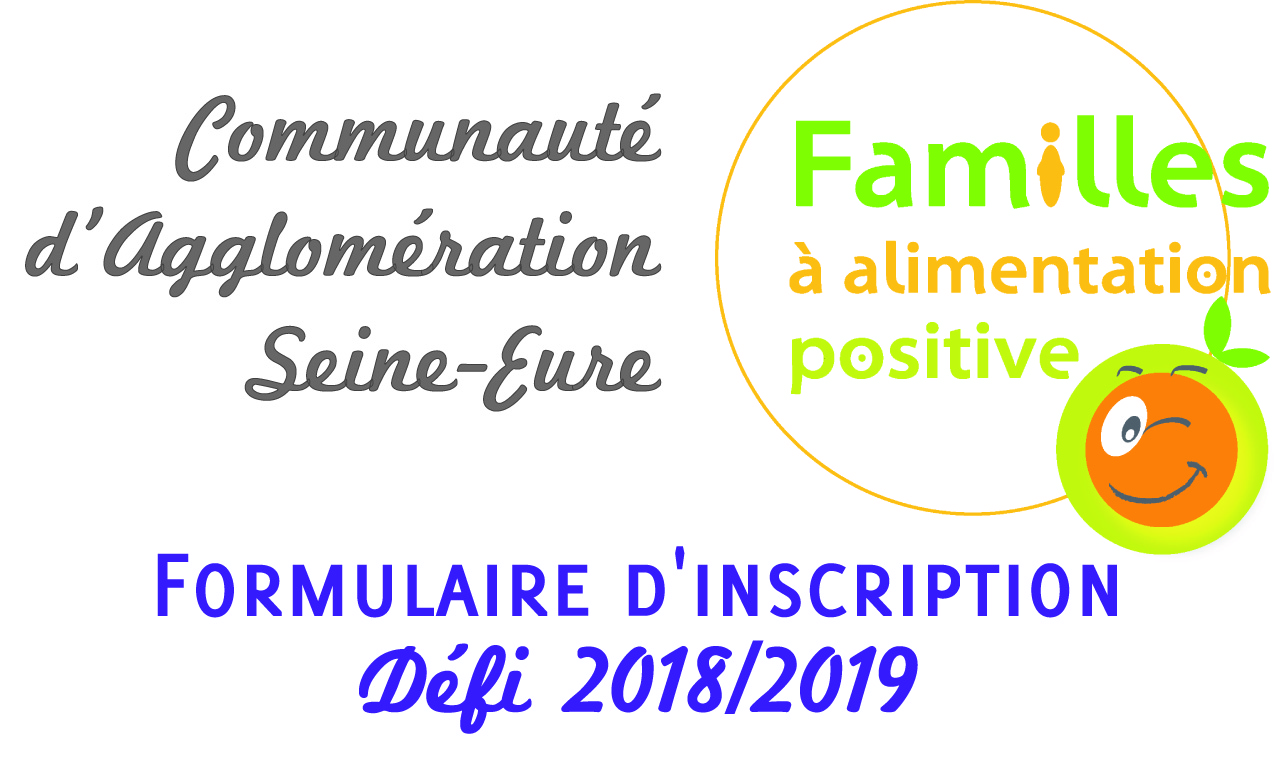 Communauté
d'Agglomération
Seine-Eure
Familles
à alimentation
positive
FORMULAIRE D'INSCRIPTION
Défi 2018/2019